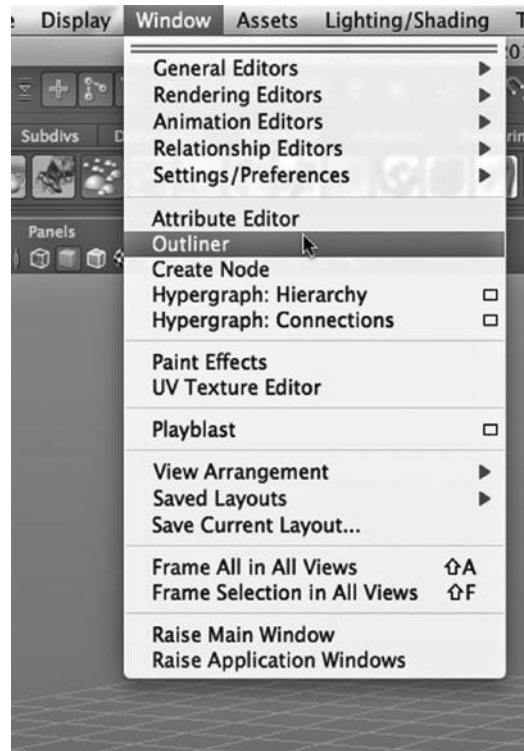 Display Window Assets Lighting/Shading
General Editors
Rendering Editors
Animation Editors
Relationship Editors
Settings/Preferences
Subdivs
Panels
Attribute Editor
Outliner
Create Node
Hypergraph: Hierarchy
Hypergraph: Connections
Paint Effects
UV Texture Editor
Playblast
View Arrangement
Saved Layouts
Save Current Layout...
Frame All in All Views ⇧A
Frame Selection in All Views ⇧F
Raise Main Window
Raise Application Windows